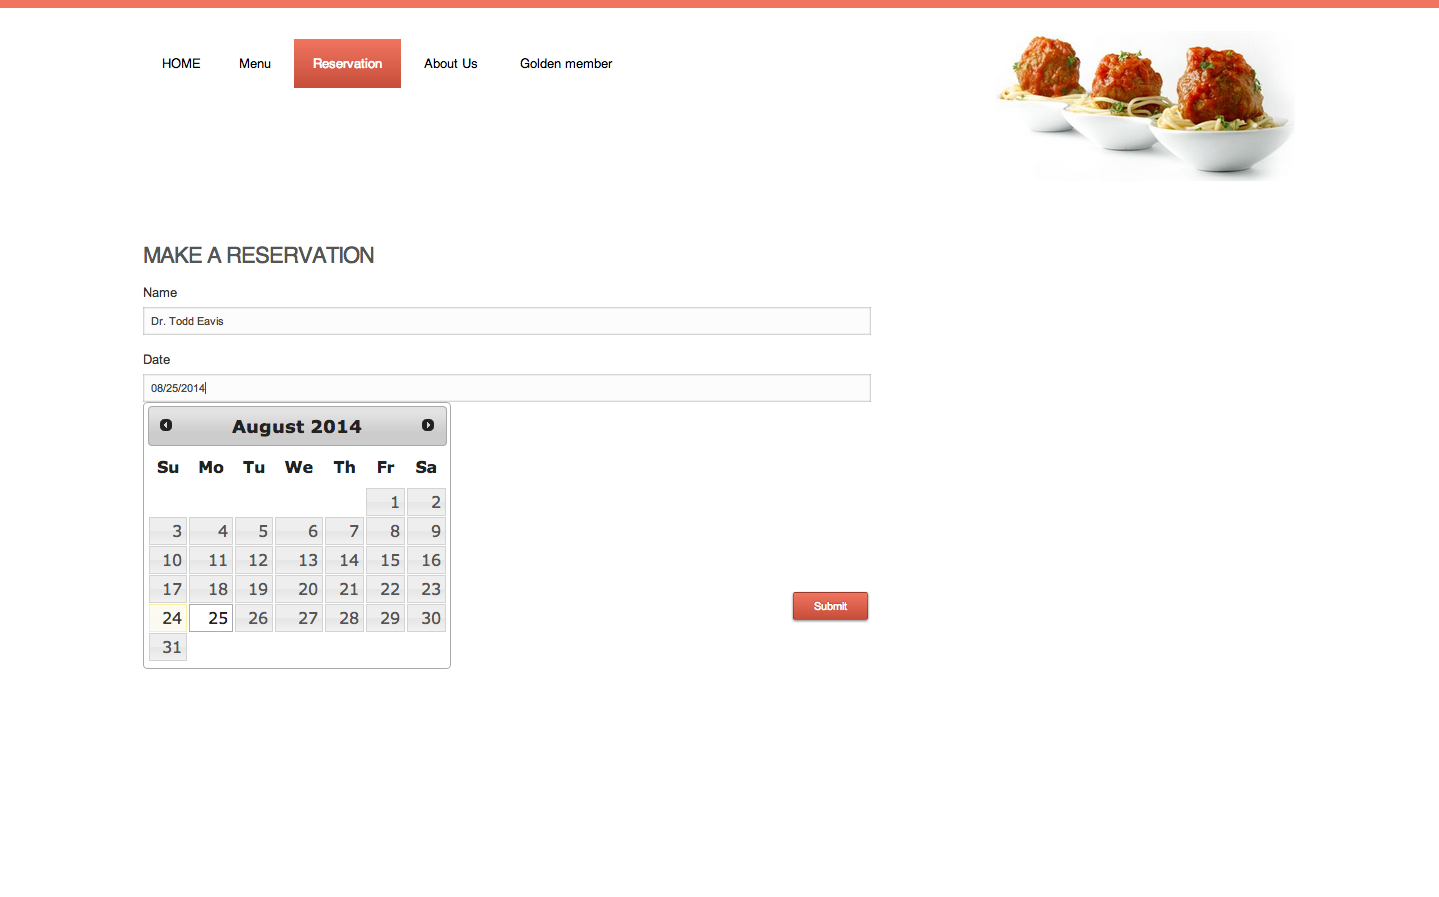 HOME Menu Reservation About Us Golden member
MAKE A RESERVATION
Name
Dr. Todd Eavis
Date
08/25/2014
August 2014
Su Mo Tu We Th Fr Sa
1 2
3 4 5 6 7 8 9
10 11 12 13 14 15 16
17 18 19 20 21 22 23
24 25 26 27 28 29 30
31
Submit